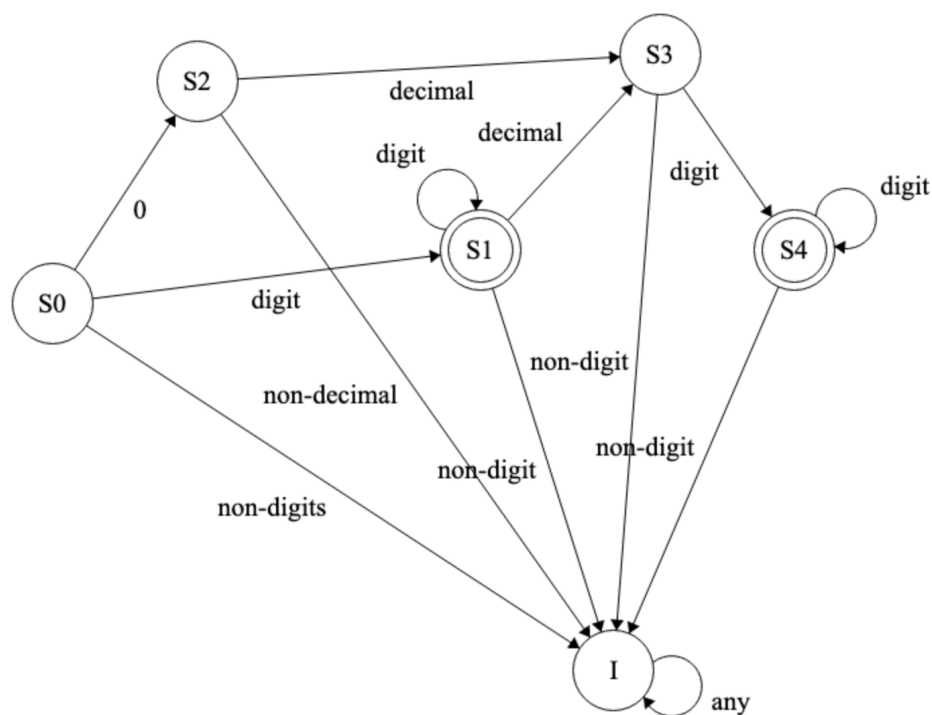 S3
S2
decimal
decimal
digit
digit
digit
0
S1
S4
S0
digit
non-digit
non-decimal
non-digit
non-digit
non-digits
I
any